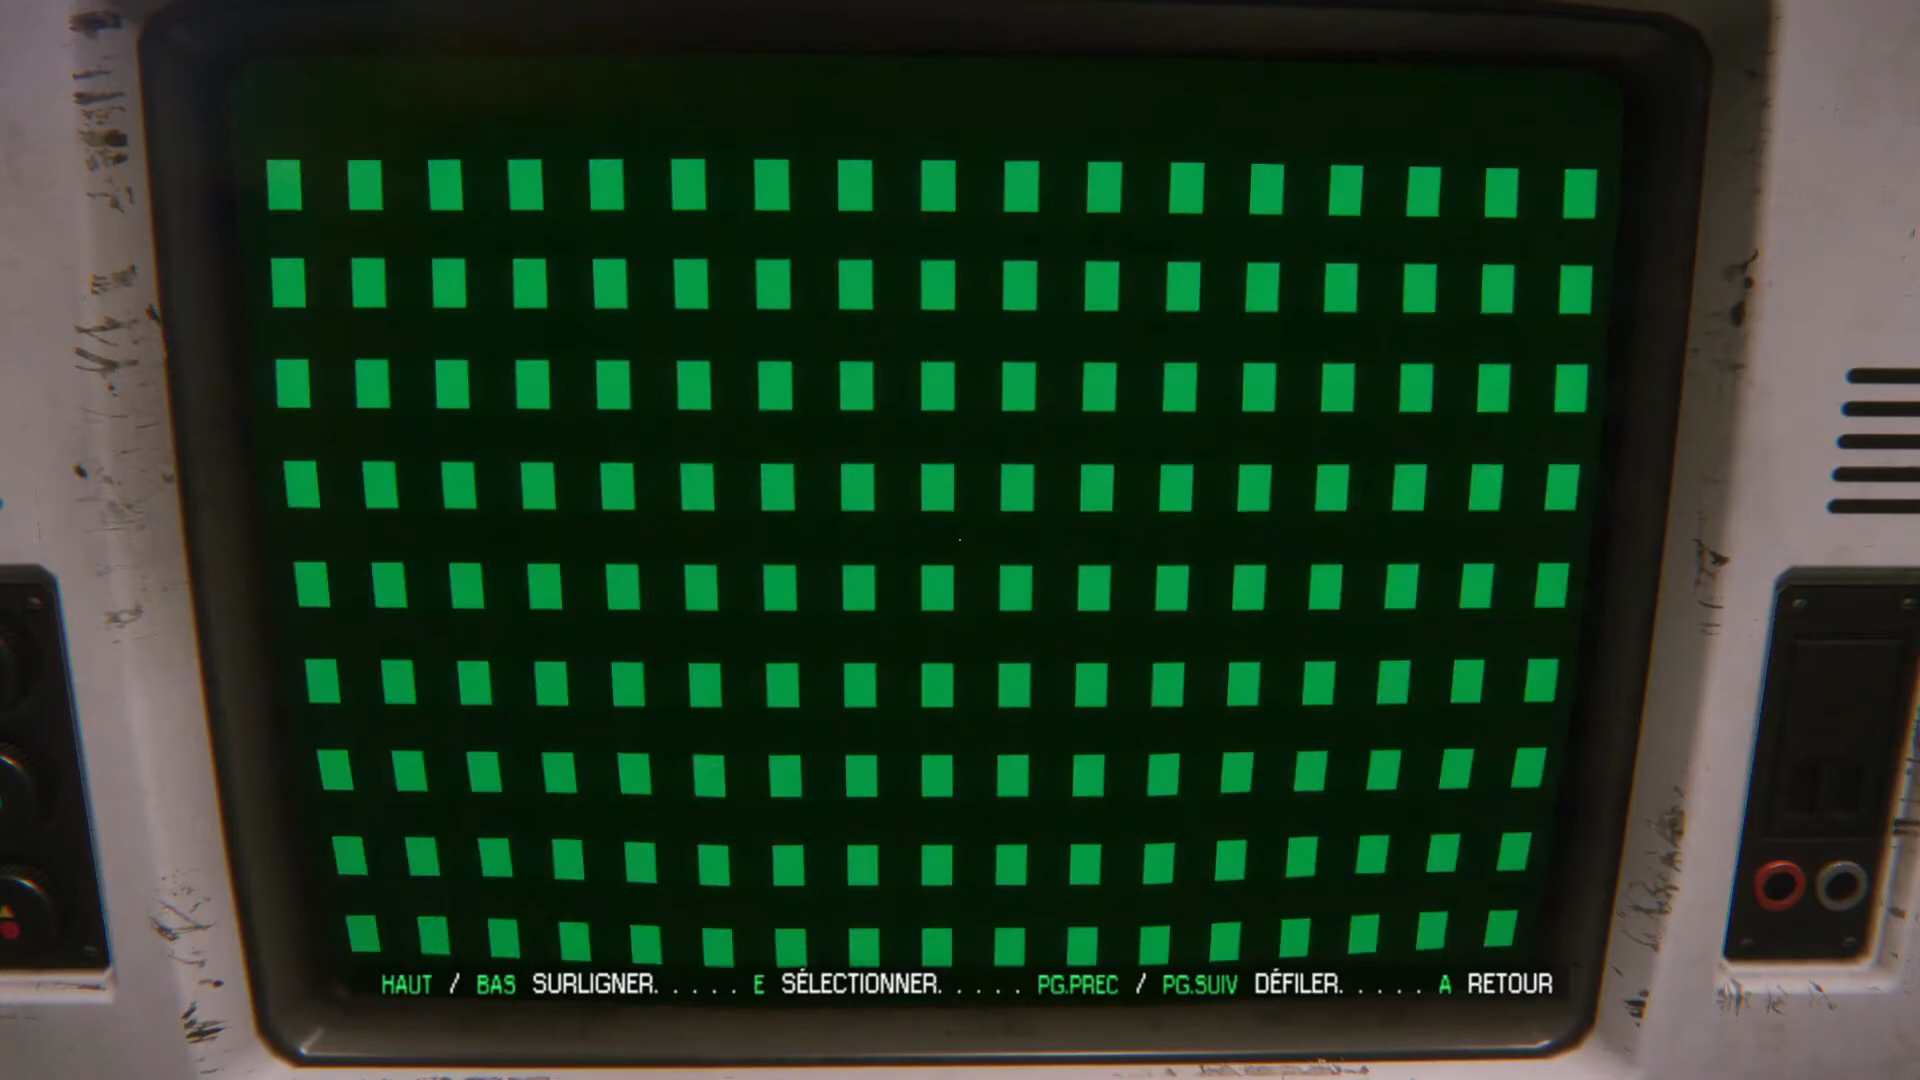 HAUT / BAS SURLIGNER. . . . . E SÉLECTIONNER. . . . . PG.PREC / PG.SUIV DÉFILER. . . . . A RETOUR